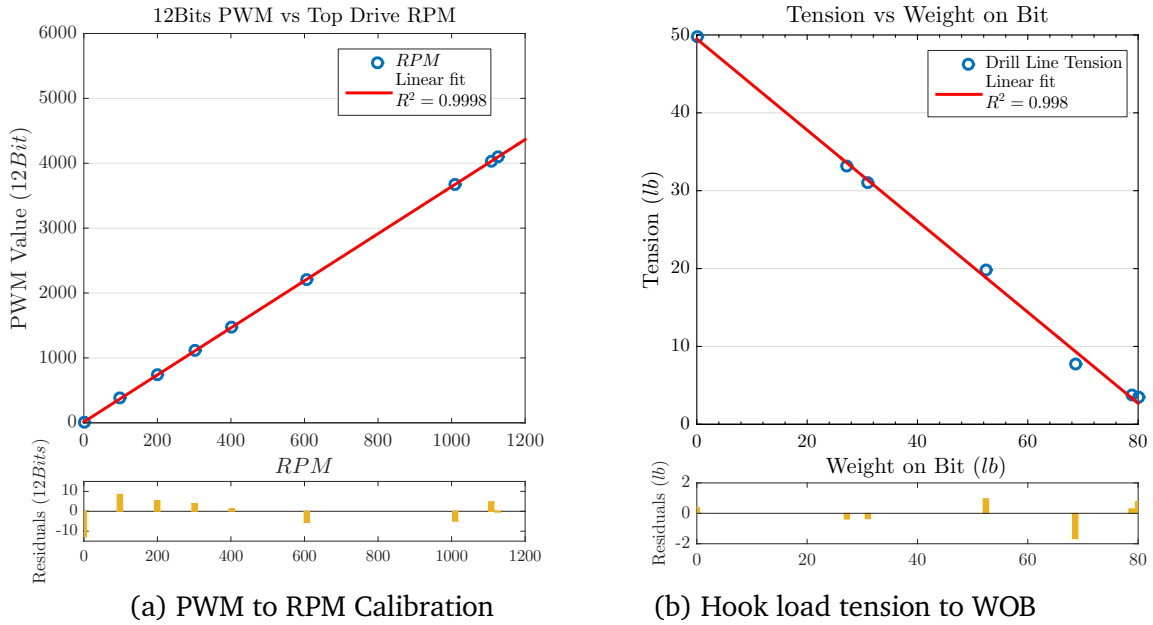 12Bits PWM vs Top Drive RPM
6000
5000
4000
3000
2000
1000
0
PWM Value (12Bit)
RPM
Linear fit
R² = 0.9998
0 200 400 600 800 1000 1200
RPM
Residuals (12Bits)
10
0
-10
0 200 400 600 800 1000 1200
(a) PWM to RPM Calibration
Tension vs Weight on Bit
50
40
30
20
10
0
Tension (lb)
Drill Line Tension
Linear fit
R² = 0.998
0 20 40 60 80
Weight on Bit (lb)
Residuals (lb)
2
0
-2
0 20 40 60 80
(b) Hook load tension to WOB